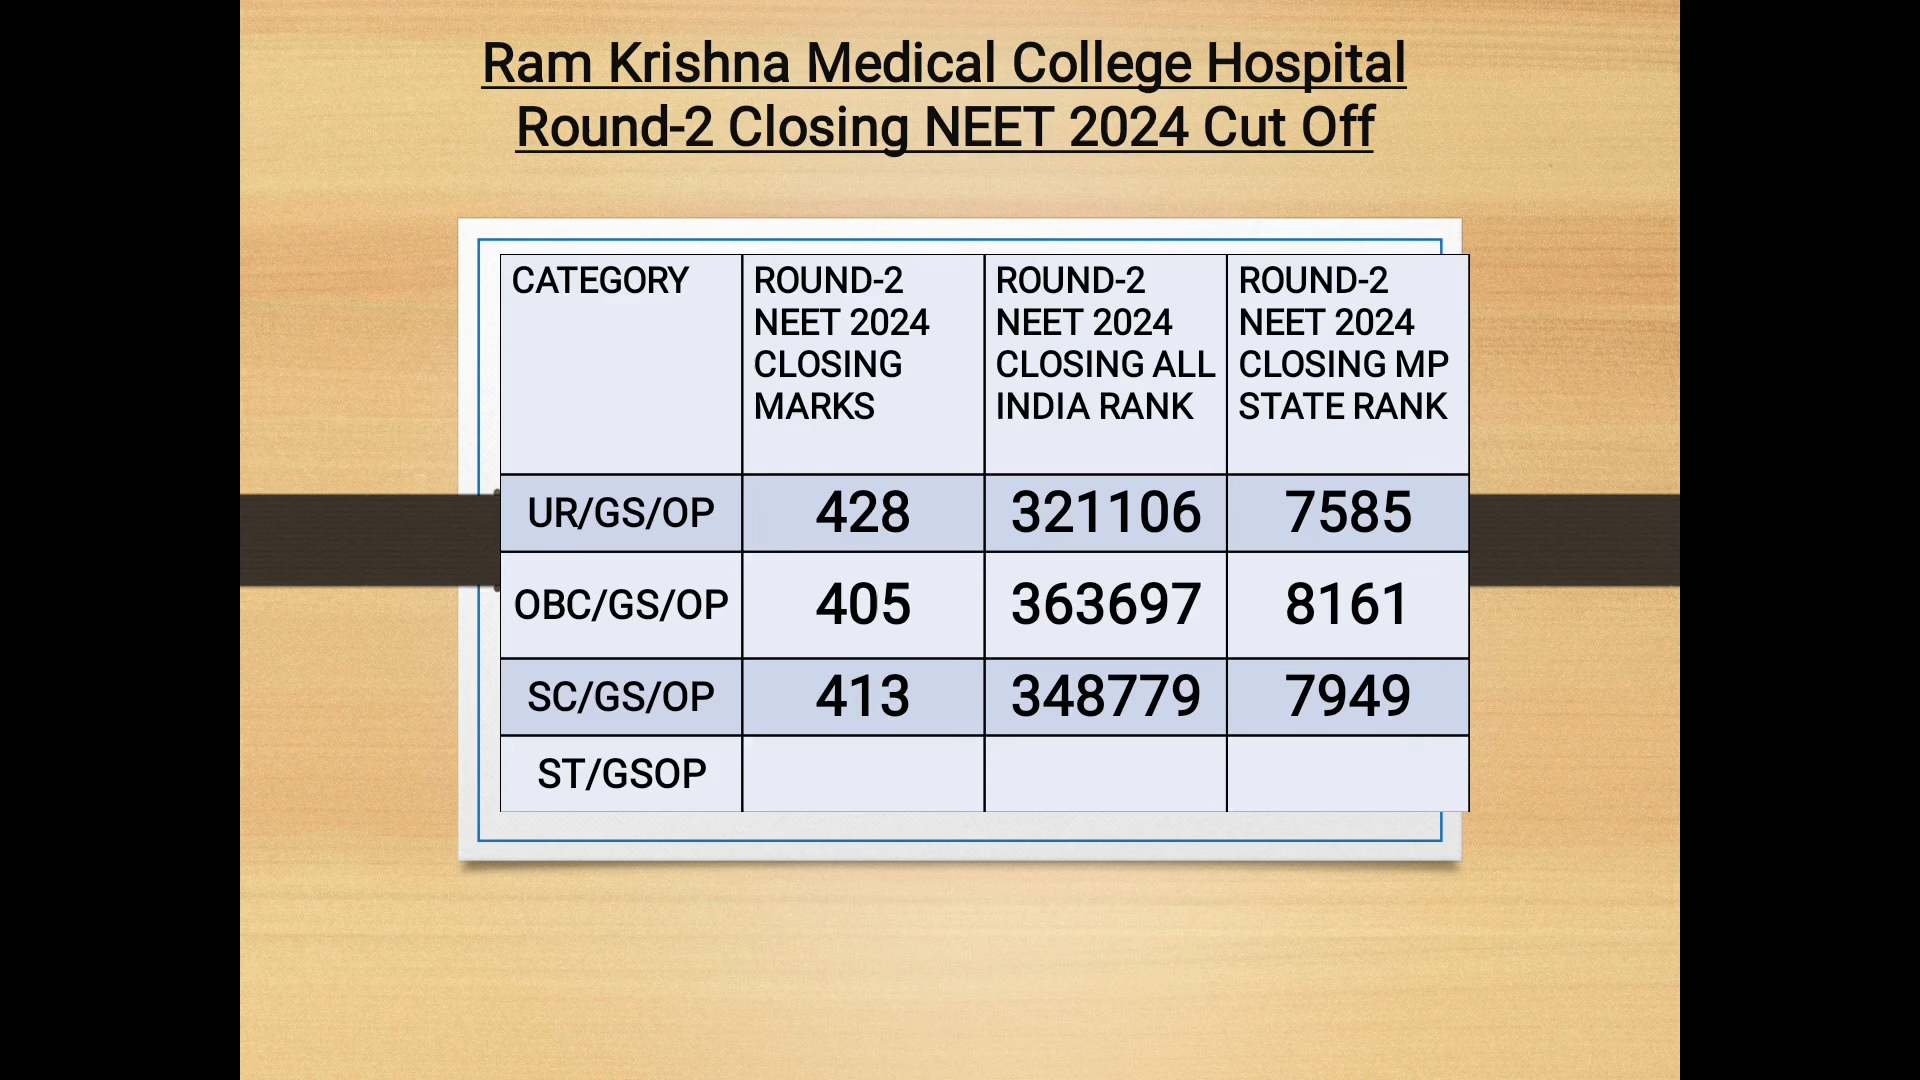 Ram Krishna Medical College Hospital
Round-2 Closing NEET 2024 Cut Off
CATEGORY
ROUND-2
NEET 2024
CLOSING
MARKS
ROUND-2
NEET 2024
CLOSING ALL
INDIA RANK
ROUND-2
NEET 2024
CLOSING MP
STATE RANK
UR/GS/OP 428 321106 7585
OBC/GS/OP 405 363697 8161
SC/GS/OP 413 348779 7949
ST/GSOP